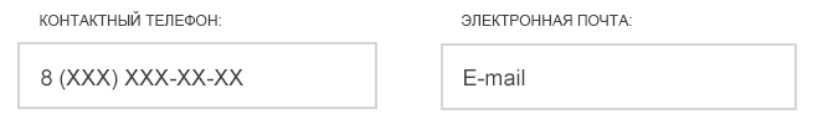 КОНТАКТНЫЙ ТЕЛЕФОН:
8 (XXX) XXX-XX-XX
ЭЛЕКТРОННАЯ ПОЧТА:
E-mail